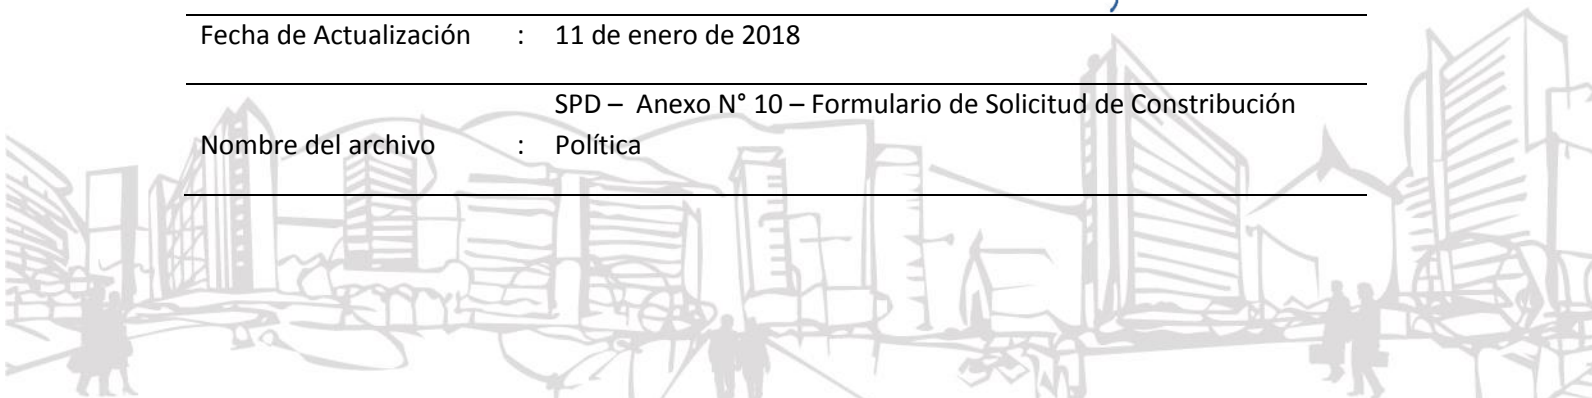 Fecha de Actualización : 11 de enero de 2018
SPD – Anexo N° 10 – Formulario de Solicitud de Constribución
Nombre del archivo : Política